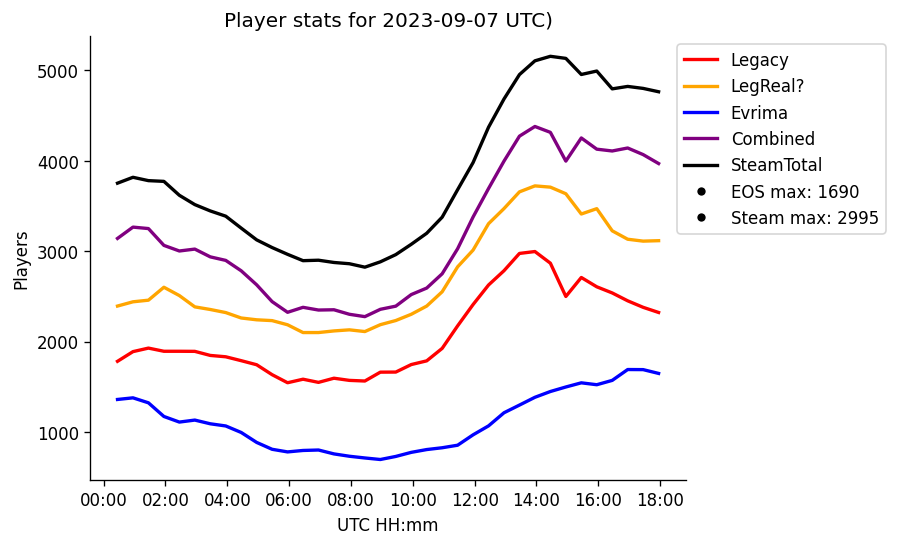 Player stats for 2023-09-07 UTC)
Players
5000
4000
3000
2000
1000
00:00 02:00 04:00 06:00 08:00 10:00 12:00 14:00 16:00 18:00
UTC HH:mm
Legacy
LegReal?
Evrima
Combined
SteamTotal
EOS max: 1690
Steam max: 2995